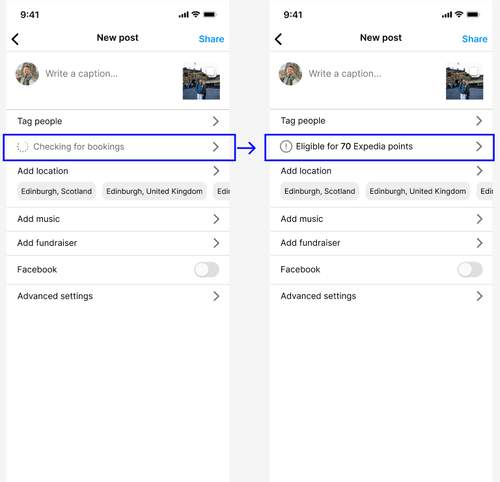 9:41
New post
Share
Write a caption...
Tag people
Checking for bookings
Add location
Edinburgh, Scotland
Edinburgh, United Kingdom
Edin
Add music
Add fundraiser
Facebook
Advanced settings
9:41
New post
Share
Write a caption...
Tag people
Eligible for 70 Expedia points
Add location
Edinburgh, Scotland
Edinburgh, United Kingdom
Edin
Add music
Add fundraiser
Facebook
Advanced settings